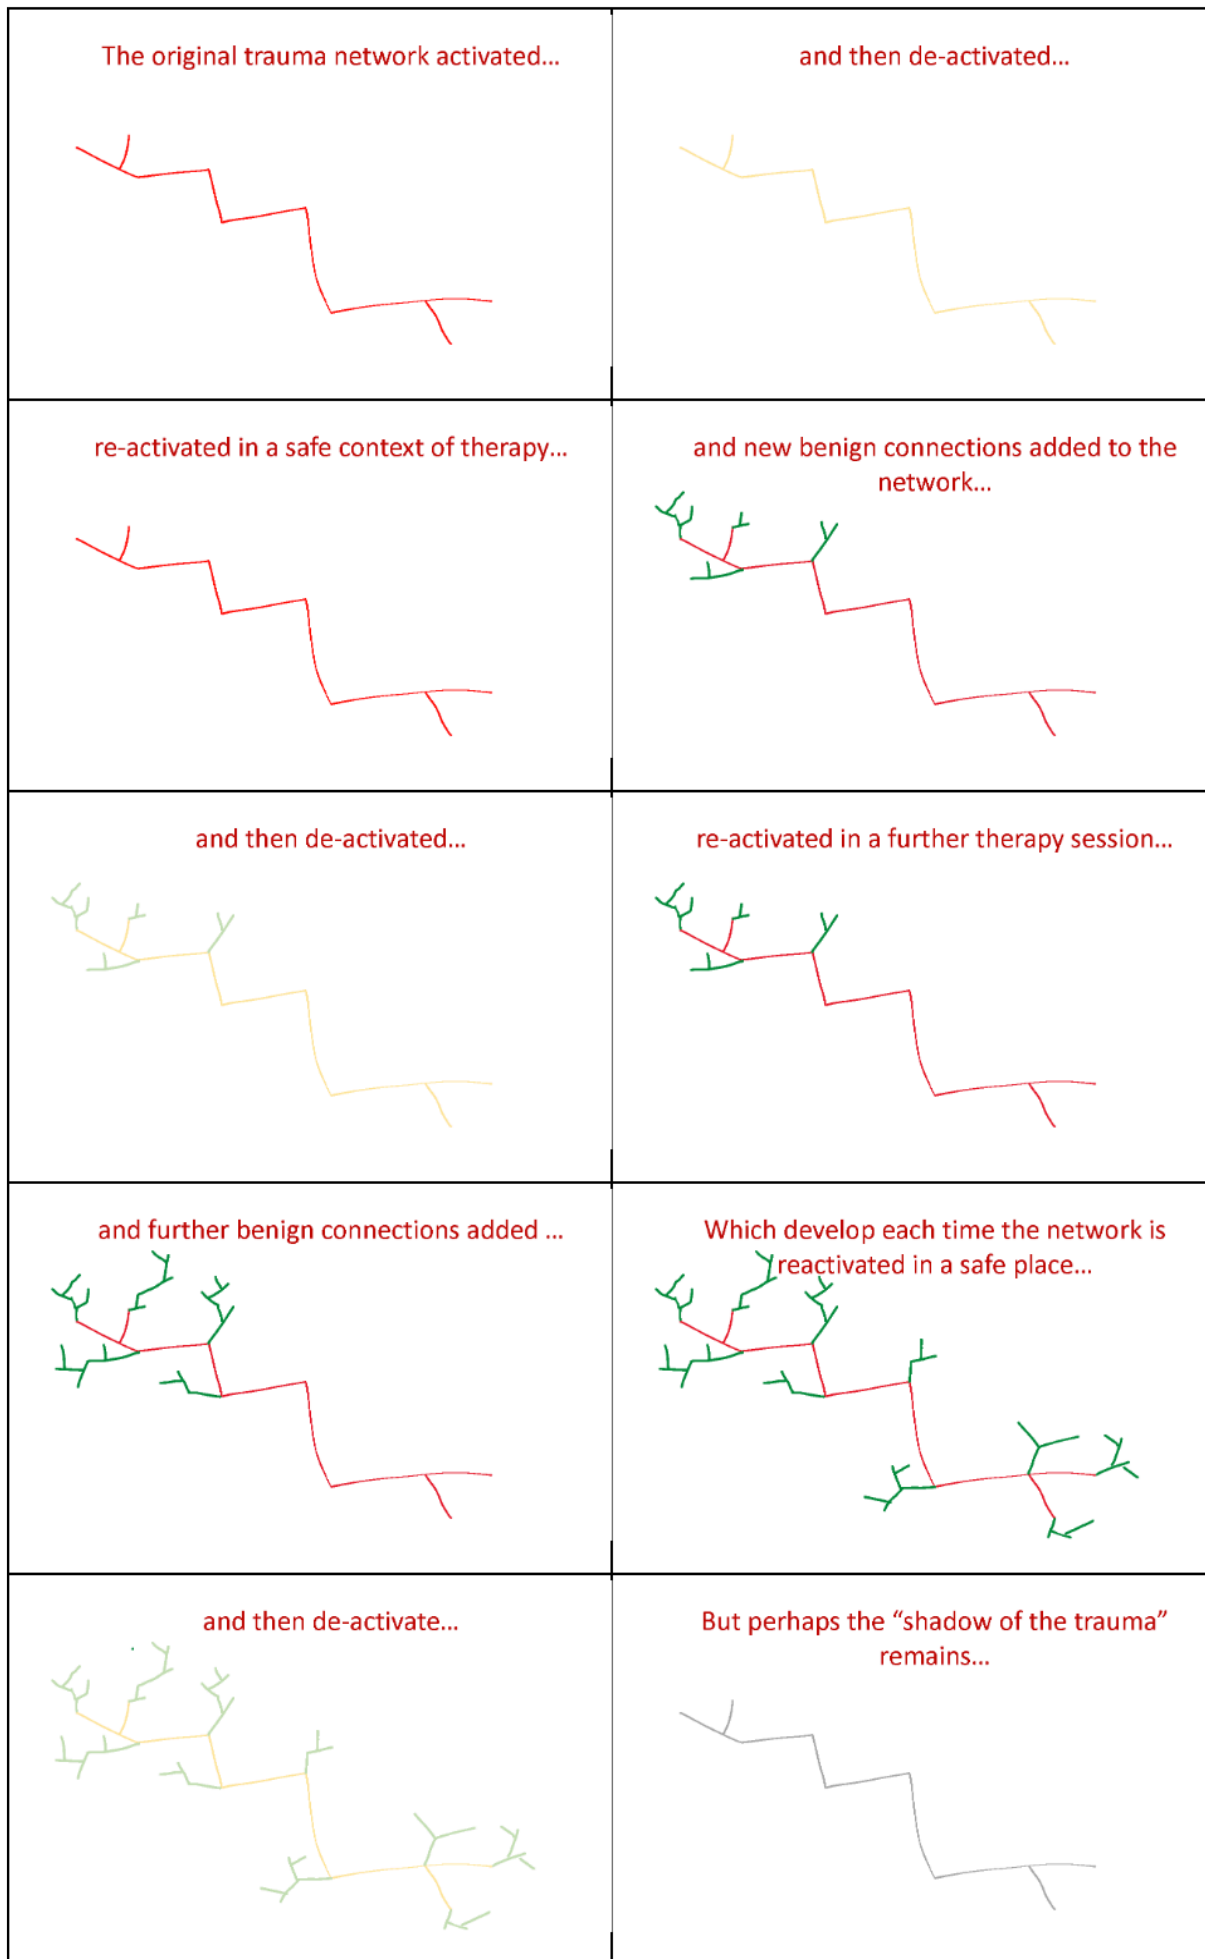 The original trauma network activated...
and then de-activated...
re-activated in a safe context of therapy...
and new benign connections added to the
network...
and then de-activated...
re-activated in a further therapy session...
and further benign connections added ...
Which develop each time the network is
reactivated in a safe place...
and then de-activate...
But perhaps the “shadow of the trauma”
remains...